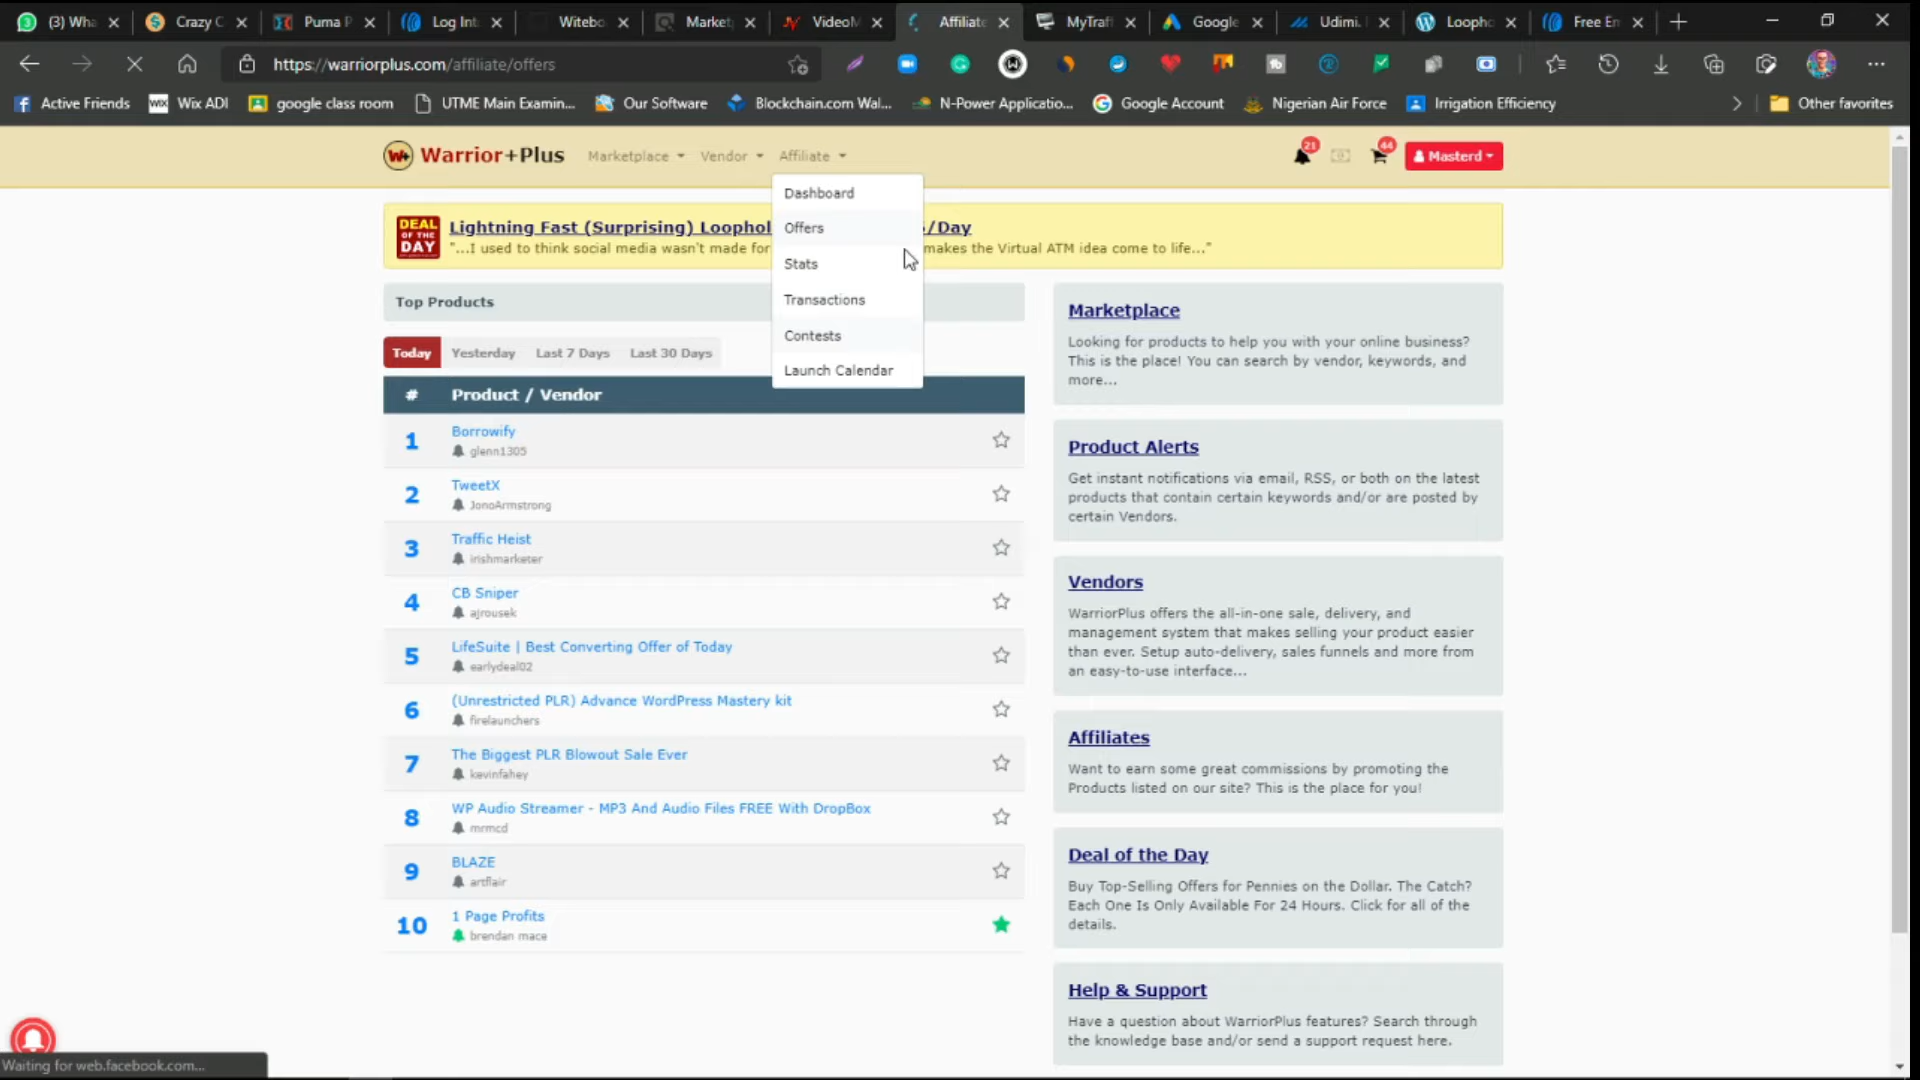 (3) Wha
Crazy C
Puma P
Log Int
Witebo
Market
VideoM
Affiliate
MyTraff
Google
Udimi.
Looph
Free En
https://warriorplus.com/affiliate/offers
Active Friends
Wix ADI
google class room
UTME Main Examin...
Our Software
Blockchain.com Wal...
N-Power Applicatio...
Google Account
Nigerian Air Force
Irrigation Efficiency
Other favorites
Warrior+Plus
Marketplace
Vendor
Affiliate
21
44
Masterd
Dashboard
Offers
Stats
Transactions
Contests
Launch Calendar
DEAL OF THE DAY
Lightning Fast (Surprising) Loophol /Day
"...I used to think social media wasn't made for makes the Virtual ATM idea come to life..."
Top Products
Today Yesterday Last 7 Days Last 30 Days
# Product / Vendor
1 Borrowify
glenn1305
2 TweetX
JonoArmstrong
3 Traffic Heist
irishmarketer
4 CB Sniper
ajrousek
5 LifeSuite | Best Converting Offer of Today
earlydeal02
6 (Unrestricted PLR) Advance WordPress Mastery kit
firelaunchers
7 The Biggest PLR Blowout Sale Ever
kevinfahey
8 WP Audio Streamer - MP3 And Audio Files FREE With DropBox
mrmcd
9 BLAZE
artflair
10 1 Page Profits
brendan mace
Marketplace
Looking for products to help you with your online business?
This is the place! You can search by vendor, keywords, and
more...
Product Alerts
Get instant notifications via email, RSS, or both on the latest
products that contain certain keywords and/or are posted by
certain Vendors.
Vendors
WarriorPlus offers the all-in-one sale, delivery, and
management system that makes selling your product easier
than ever. Setup auto-delivery, sales funnels and more from
an easy-to-use interface...
Affiliates
Want to earn some great commissions by promoting the
Products listed on our site? This is the place for you!
Deal of the Day
Buy Top-Selling Offers for Pennies on the Dollar. The Catch?
Each One Is Only Available For 24 Hours. Click for all of the
details.
Help & Support
Have a question about WarriorPlus features? Search through
the knowledge base and/or send a support request here.
Waiting for web.facebook.com...